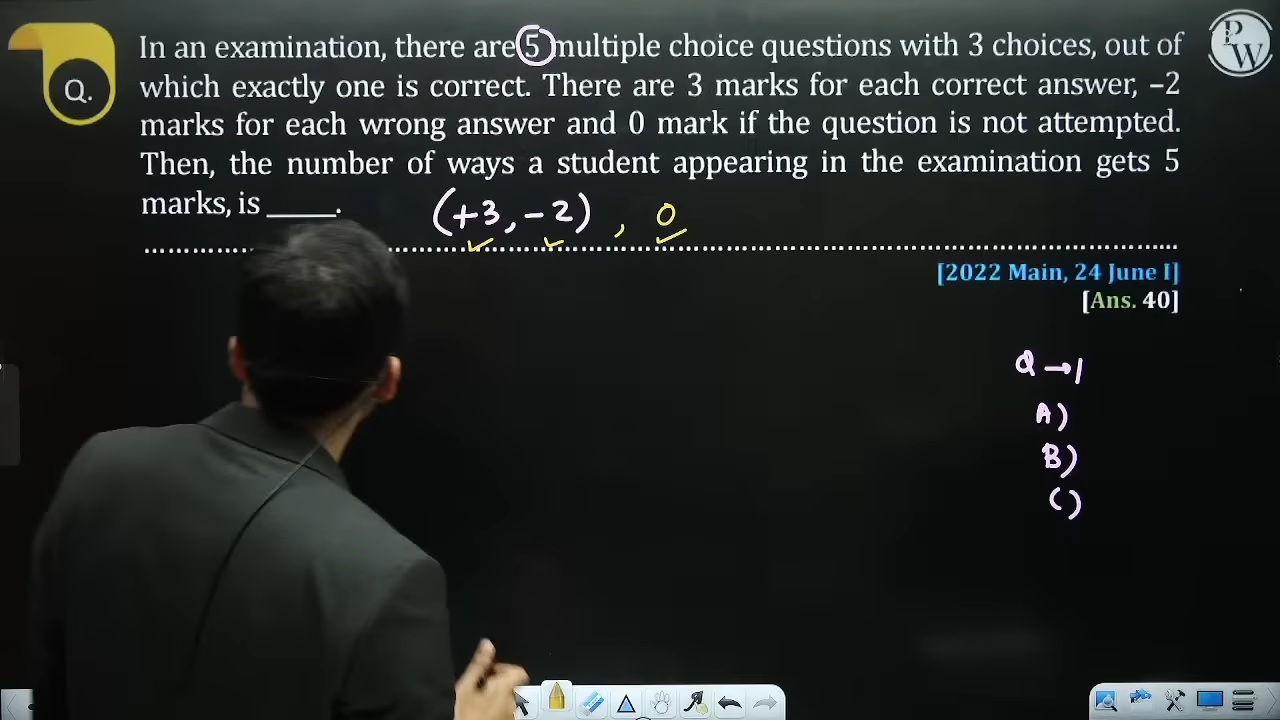 Q.
In an examination, there are 5 multiple choice questions with 3 choices, out of
which exactly one is correct. There are 3 marks for each correct answer, –2
marks for each wrong answer and 0 mark if the question is not attempted.
Then, the number of ways a student appearing in the examination gets 5
marks, is _____.
(+3, -2) , 0
[2022 Main, 24 June I]
[Ans. 40]
Q → 1
A)
B)
C)
PW